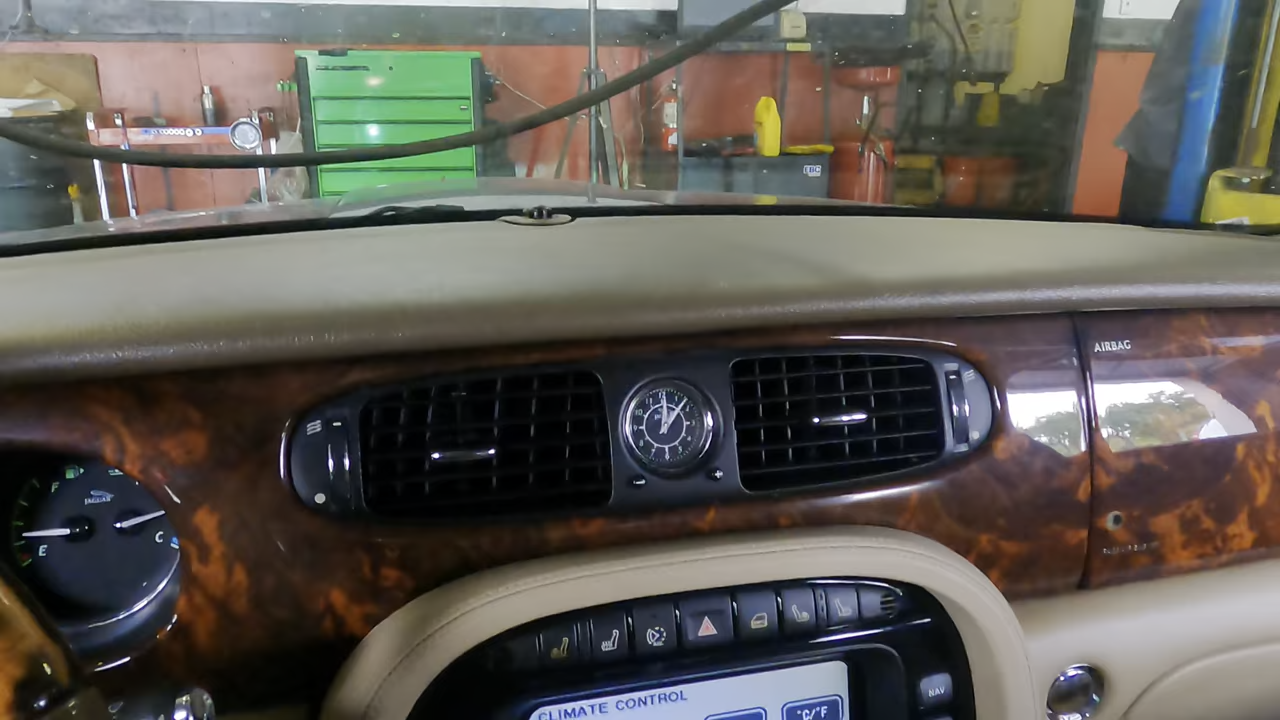 EBC
AIRBAG
F
JAGUAR
E
C
CLIMATE CONTROL
°C/°F
NAV